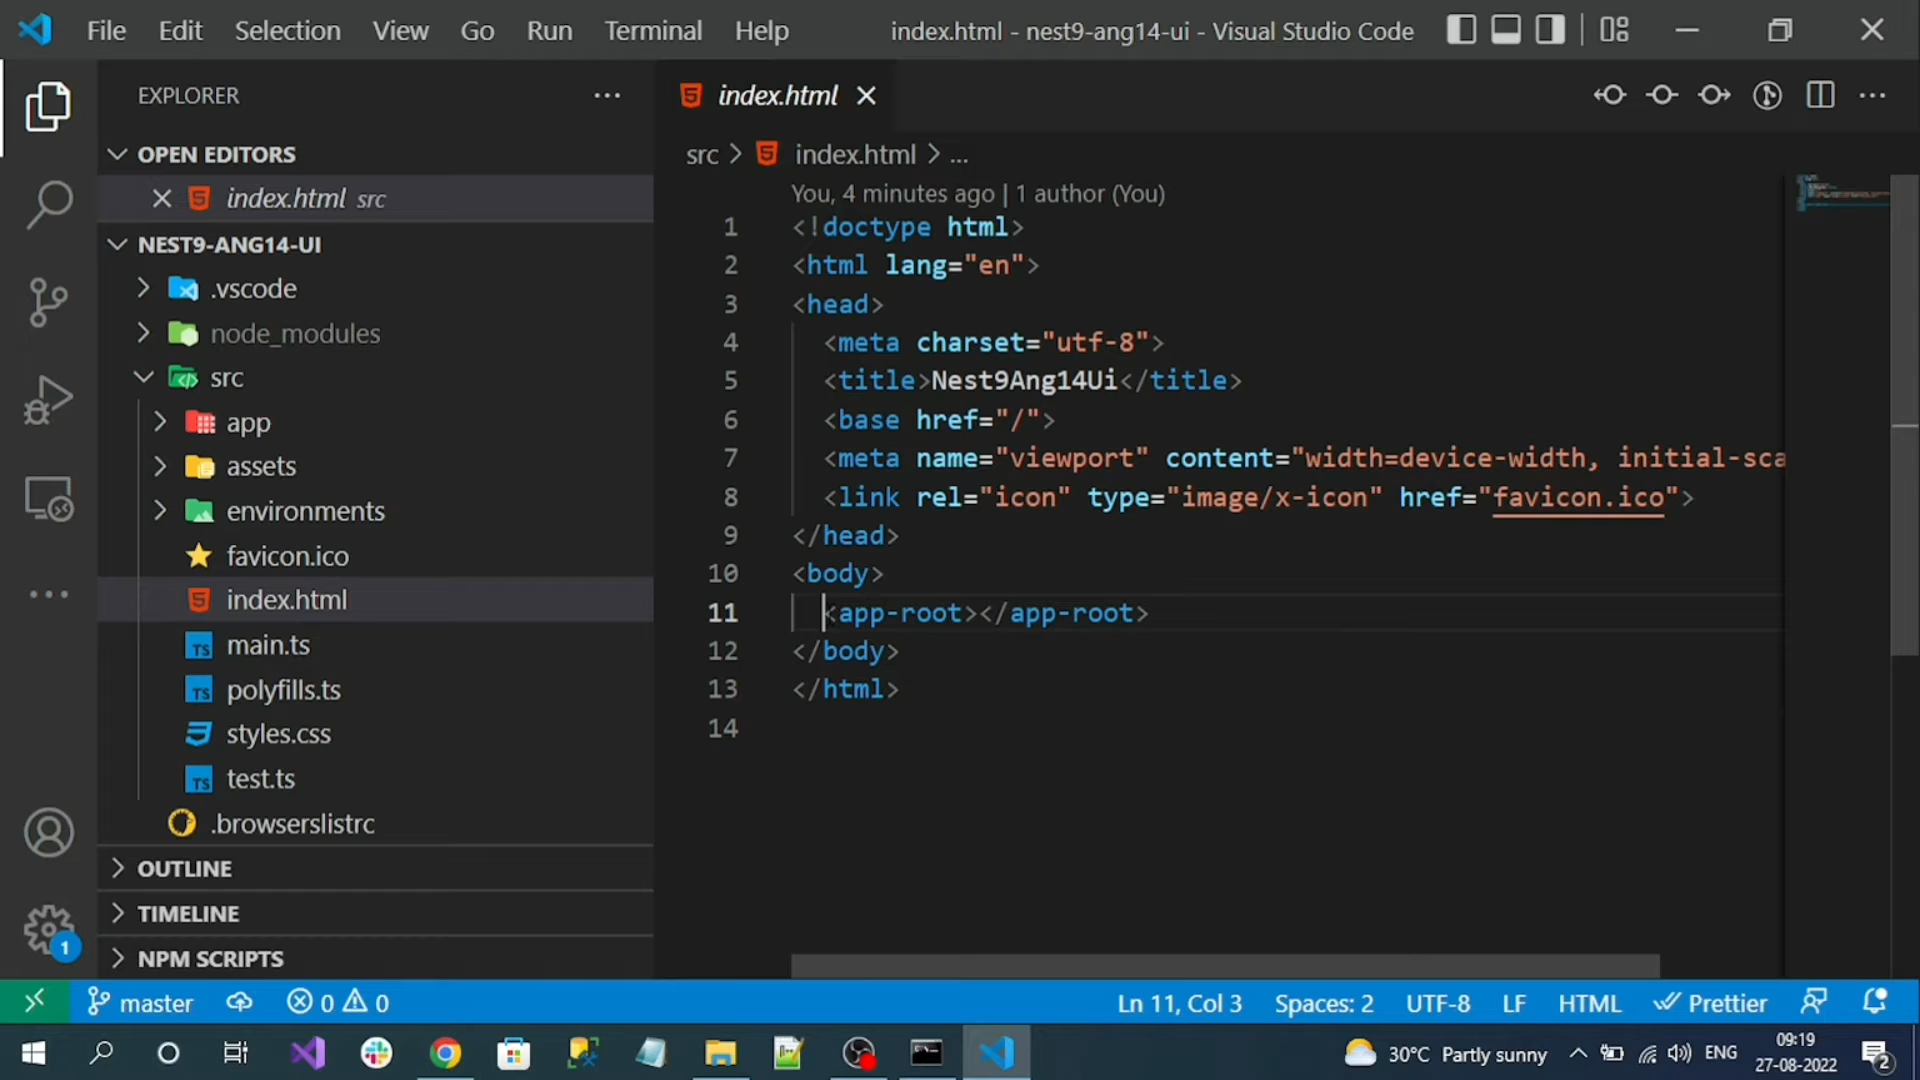 File Edit Selection View Go Run Terminal Help index.html - nest9-ang14-ui - Visual Studio Code
EXPLORER
OPEN EDITORS
index.html src
NEST9-ANG14-UI
.vscode
node_modules
src
app
assets
environments
favicon.ico
index.html
main.ts
polyfills.ts
styles.css
test.ts
.browserslistrc
OUTLINE
TIMELINE
NPM SCRIPTS
1
index.html
src > index.html > ...
You, 4 minutes ago | 1 author (You)
1 <!doctype html>
2 <html lang="en">
3 <head>
4 <meta charset="utf-8">
5 <title>Nest9Ang14Ui</title>
6 <base href="/">
7 <meta name="viewport" content="width=device-width, initial-sca
8 <link rel="icon" type="image/x-icon" href="favicon.ico">
9 </head>
10 <body>
11 <app-root></app-root>
12 </body>
13 </html>
14
master 0 0 Ln 11, Col 3 Spaces: 2 UTF-8 LF HTML Prettier
30°C Partly sunny ENG 09:19
27-08-2022 2